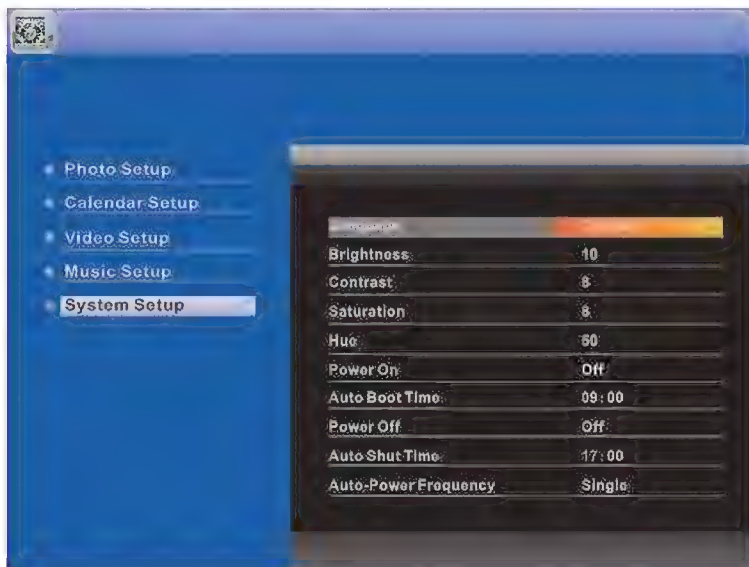 Photo Setup
Calendar Setup
Video Setup
Music Setup
System Setup
Brightness 10
Contrast 8
Saturation 8
Hue 50
Power On Off
Auto Boot Time 09:00
Power Off Off
Auto Shut Time 17:00
Auto-Power Frequency Single